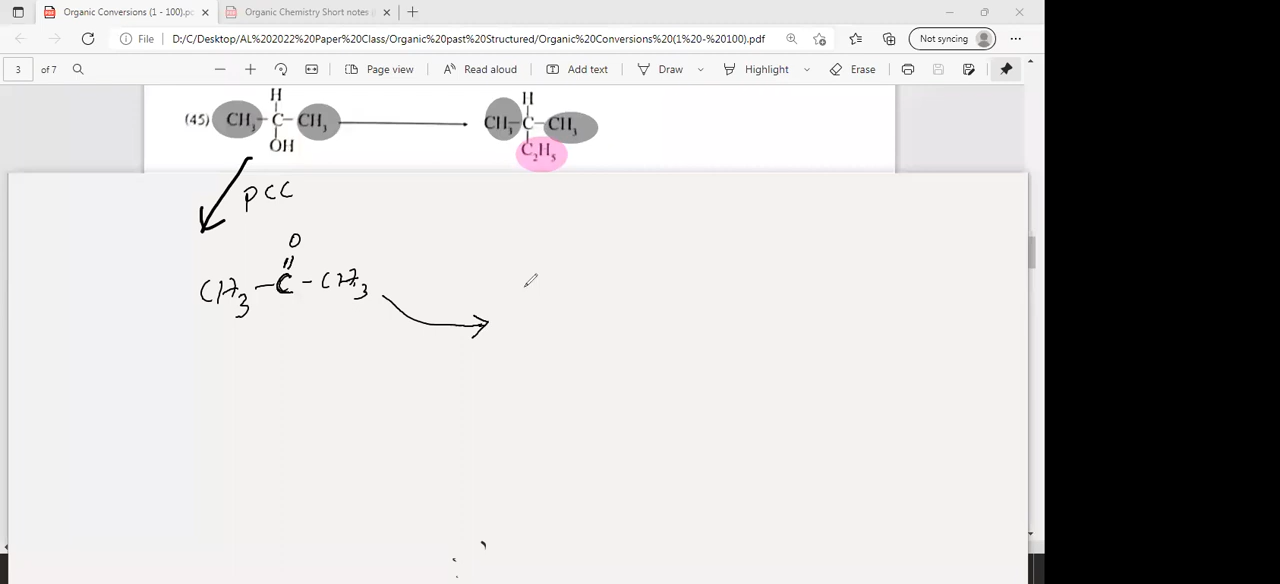 Organic Conversions (1 - 100).pc
Organic Chemistry Short notes (
File
D:/C/Desktop/AL%202022%20Paper%20Class/Organic%20past%20Structured/Organic%20Conversions%20(1%20-%20100).pdf
Not syncing
3 of 7
Page view
Read aloud
Add text
Draw
Highlight
Erase
H H
(45) CH₃-C-CH₃ CH₃-C-CH₃
OH C₂H₅
PCC
O
CH₃-C-CH₃